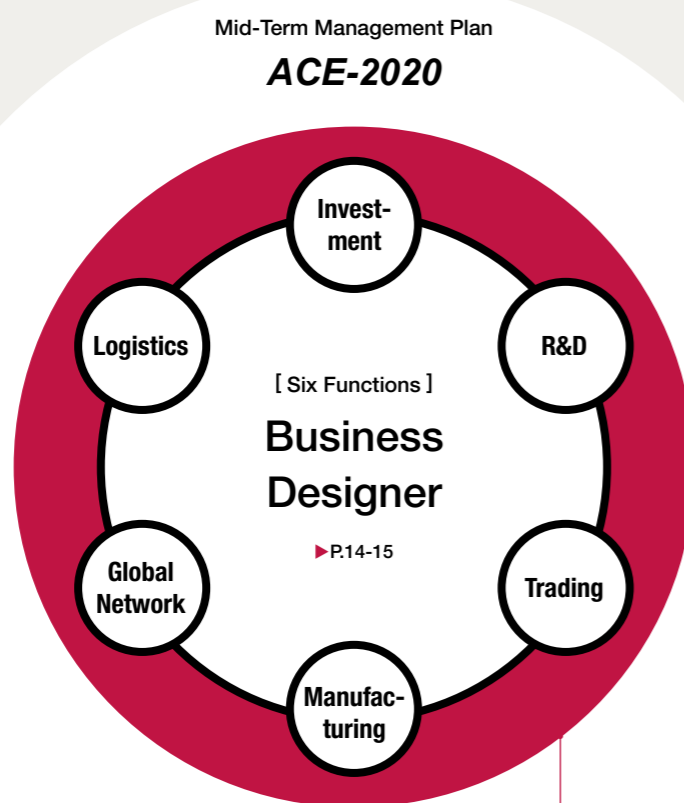 Mid-Term Management Plan
ACE-2020
Invest-
ment
Logistics
R&D
[ Six Functions ]
Business
Designer
▶P.14-15
Global
Network
Trading
Manufac-
turing